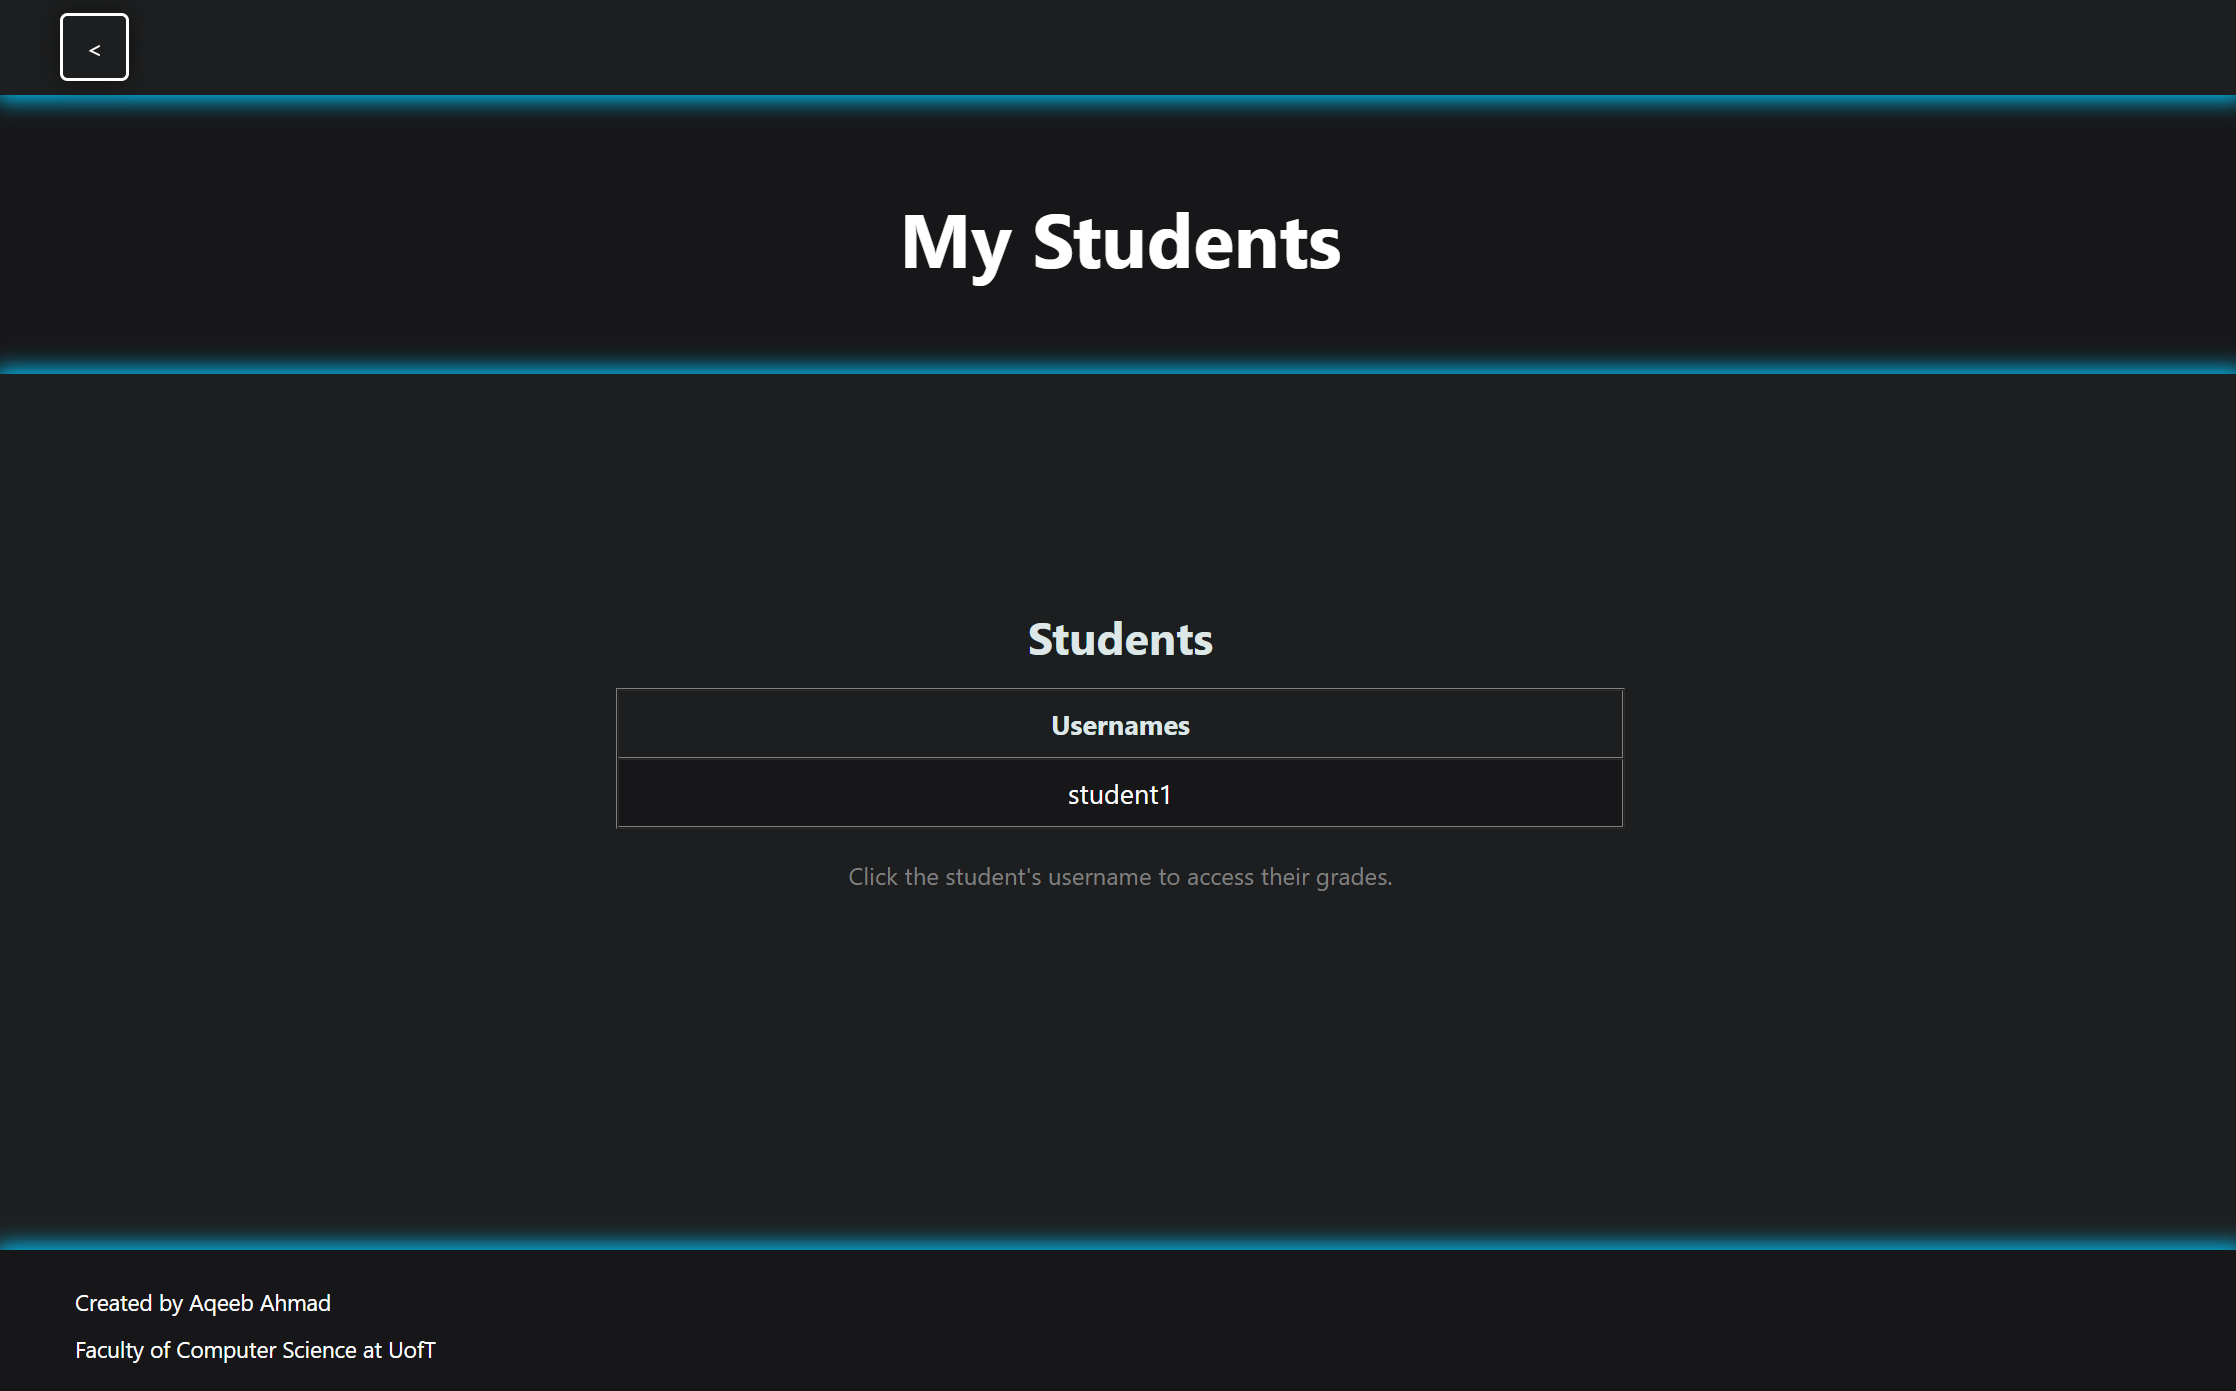 <
My Students
Students
Usernames
student1
Click the student's username to access their grades.
Created by Aqeeb Ahmad
Faculty of Computer Science at UofT